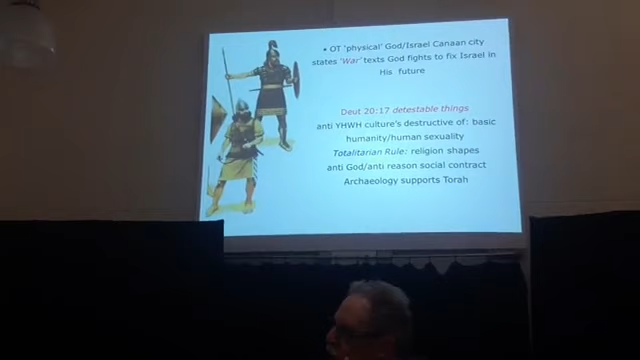 • OT 'physical' God/Israel Canaan city
states 'War' texts God fights to fix Israel in
His future
Deut 20:17 detestable things
anti YHWH culture's destructive of: basic
humanity/human sexuality
Totalitarian Rule: religion shapes
anti God/anti reason social contract
Archaeology supports Torah